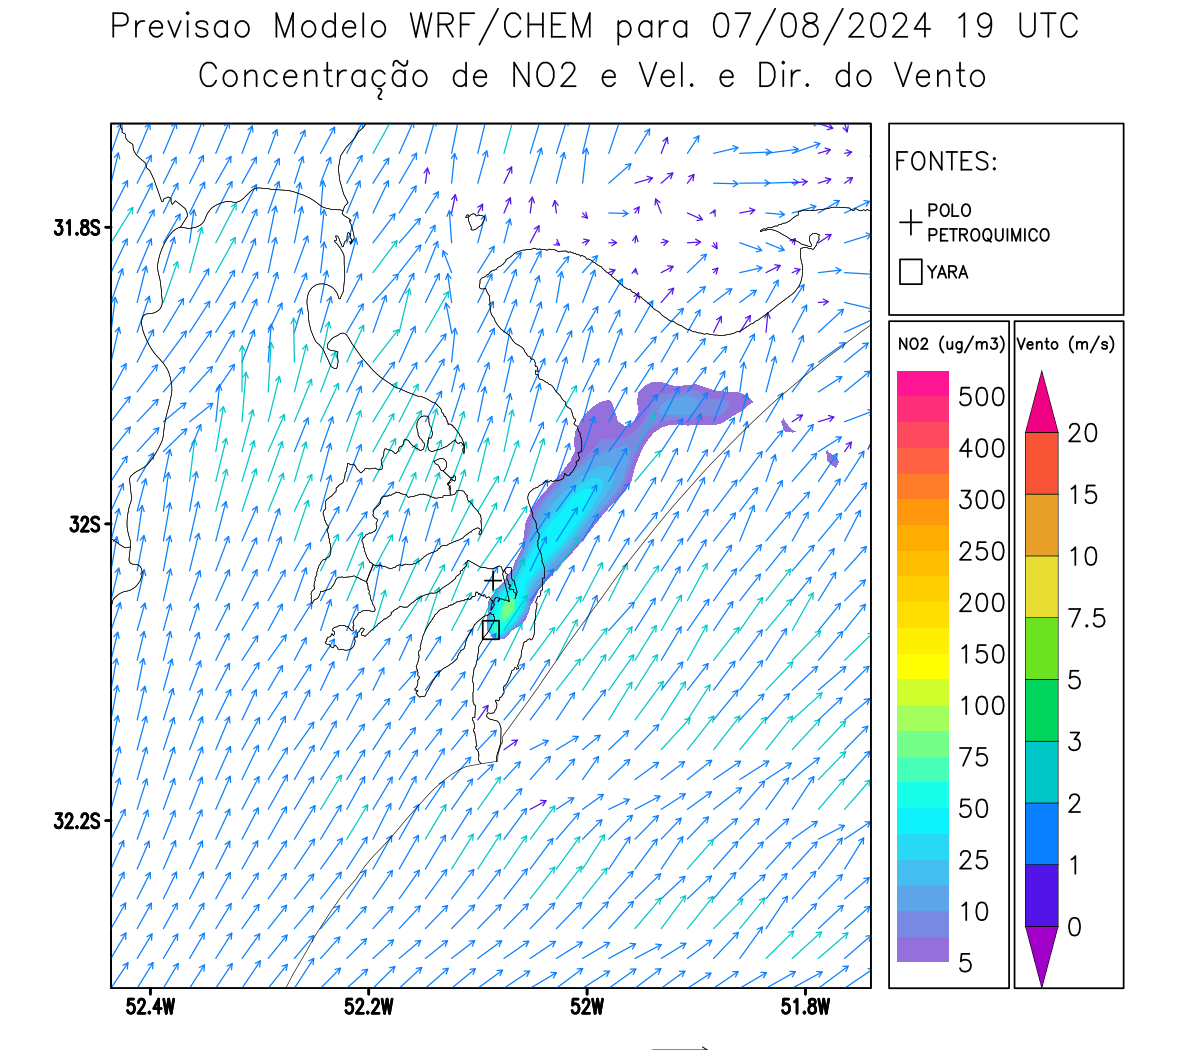 Previsao Modelo WRF/CHEM para 07/08/2024 19 UTC
Concentração de NO2 e Vel. e Dir. do Vento
FONTES:
POLO
PETROQUIMICO
YARA
NO2 (ug/m3)
500
400
300
250
200
150
100
75
50
25
10
5
Vento (m/s)
20
15
10
7.5
5
3
2
1
0
31.8S
32S
32.2S
52.4W
52.2W
52W
51.8W